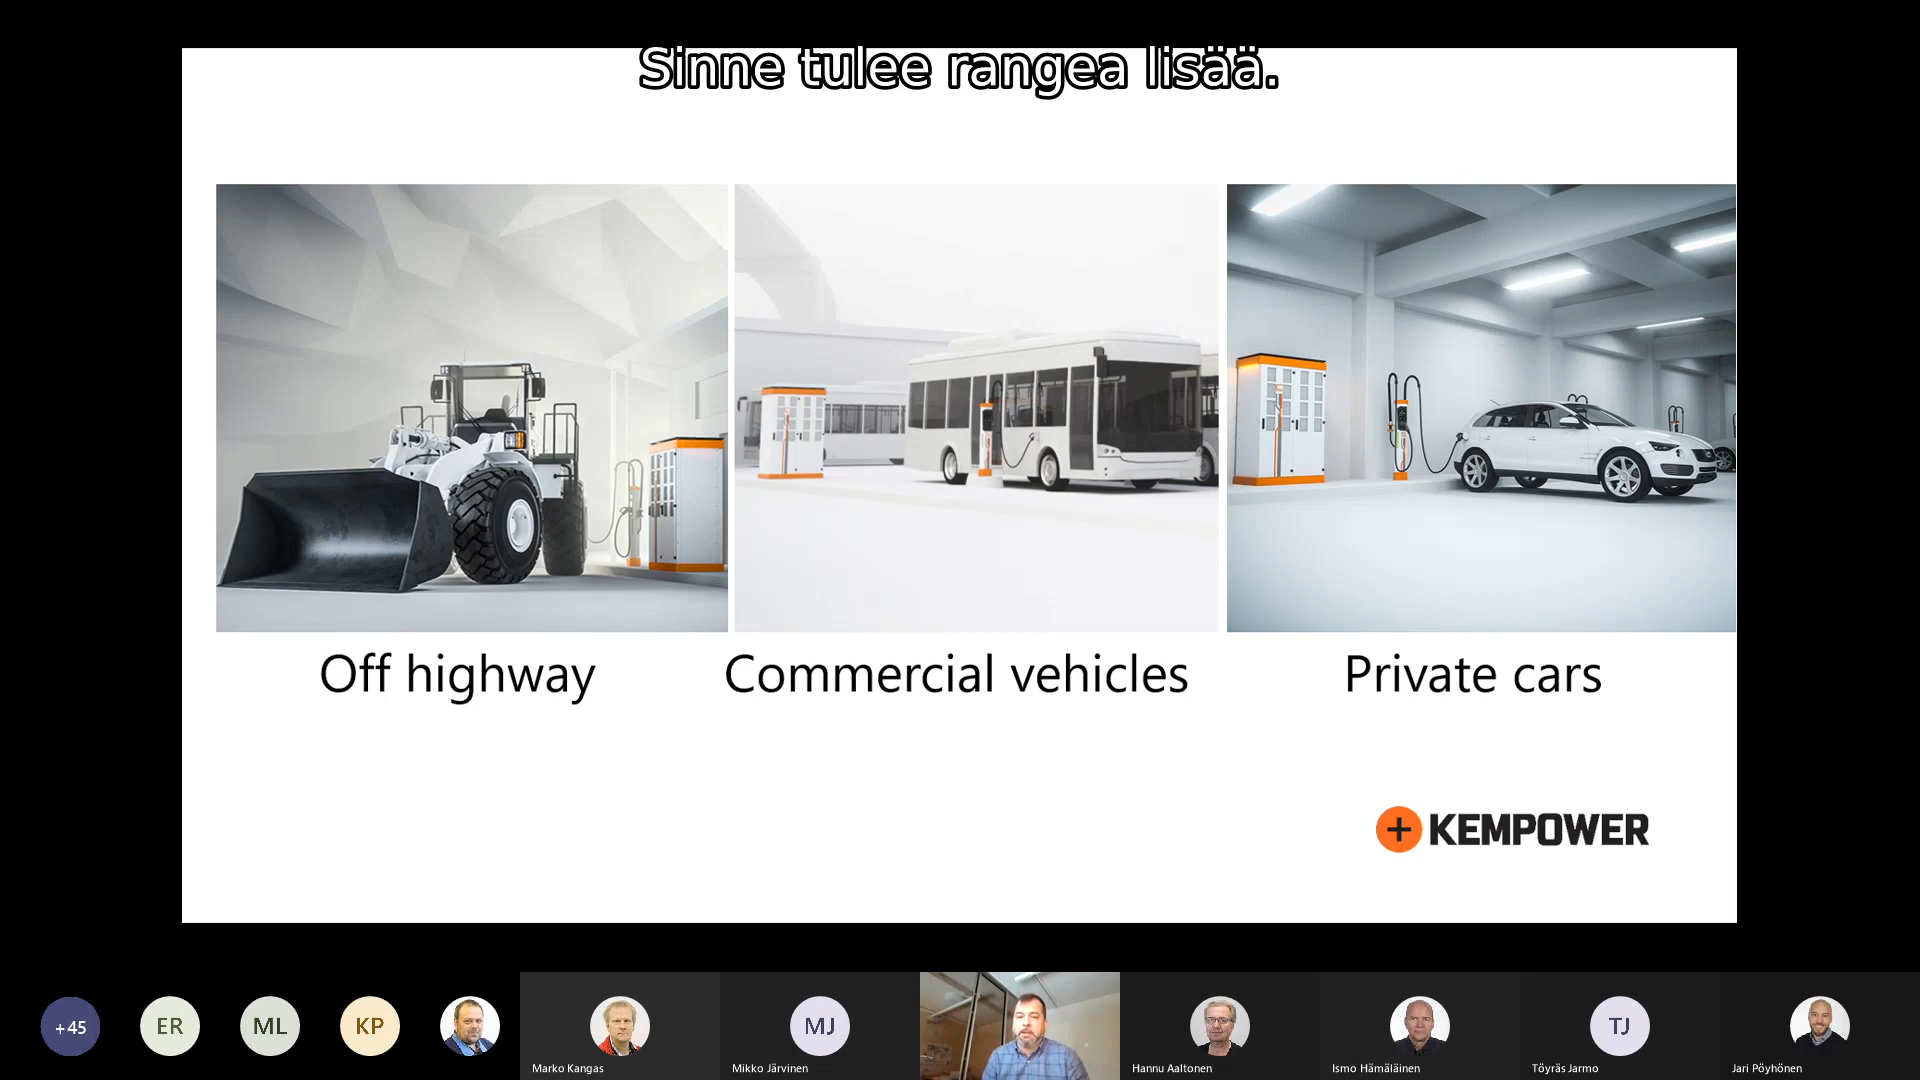 Sinne tulee rangea lisää.
Off highway
Commercial vehicles
Private cars
+ KEMPOWER
+45
ER
ML
KP
MJ
TJ
Marko Kangas
Mikko Järvinen
Hannu Aaltonen
Ismo Hämäläinen
Töyräs Jarmo
Jari Pöyhönen